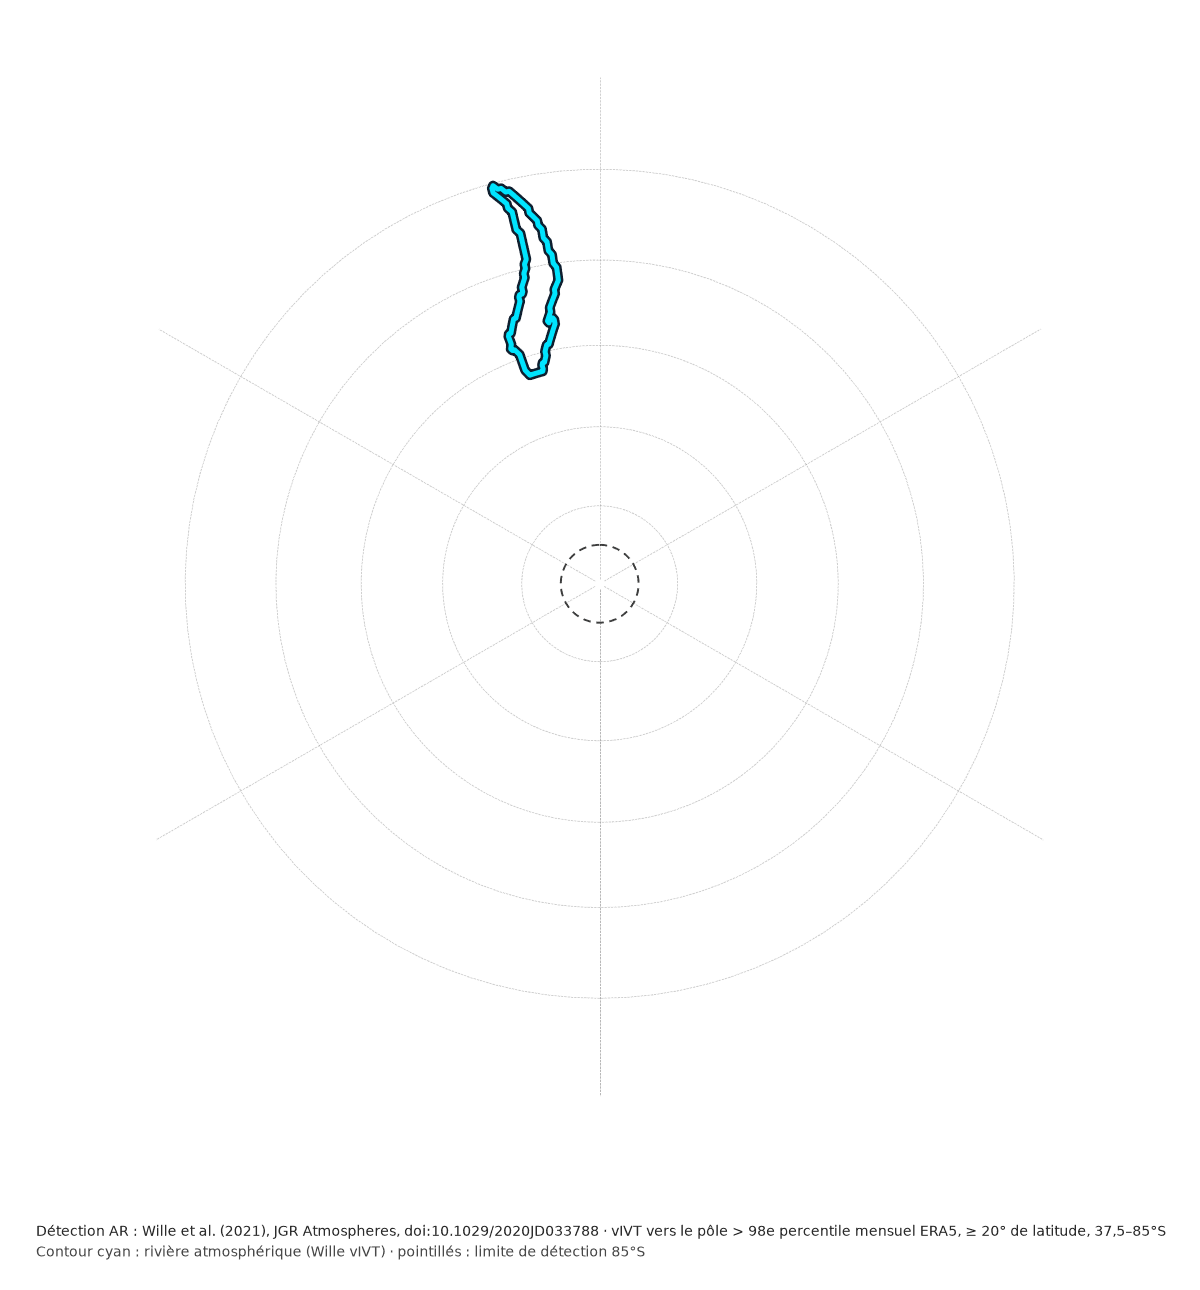 Détection AR : Wille et al. (2021), JGR Atmospheres, doi:10.1029/2020JD033788 · vIVT vers le pôle > 98e percentile mensuel ERA5, ≥ 20° de latitude, 37,5–85°S
Contour cyan : rivière atmosphérique (Wille vIVT) · pointillés : limite de détection 85°S